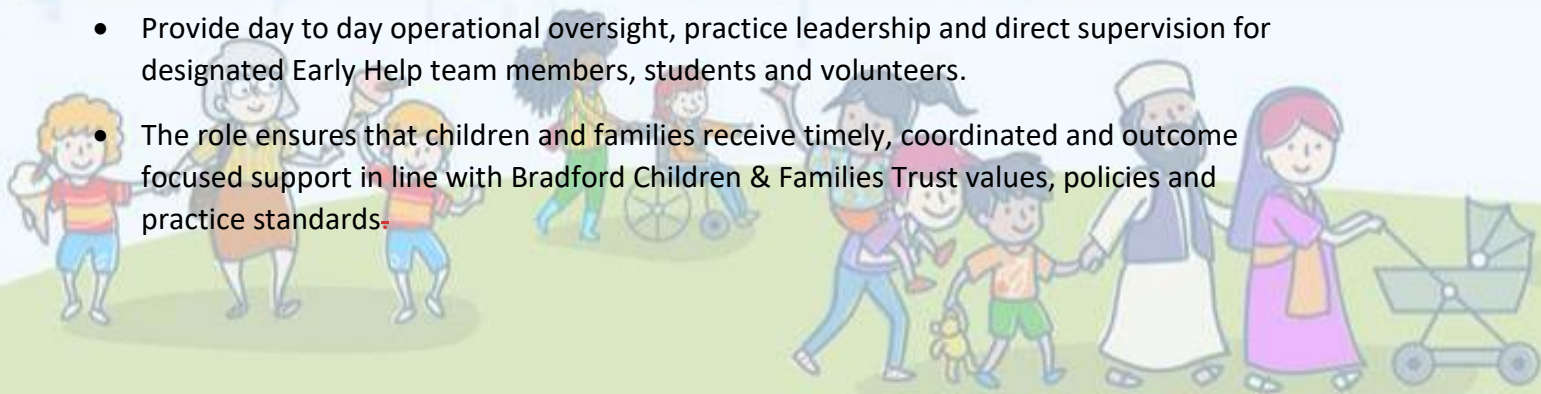 • Provide day to day operational oversight, practice leadership and direct supervision for
designated Early Help team members, students and volunteers.
• The role ensures that children and families receive timely, coordinated and outcome
focused support in line with Bradford Children & Families Trust values, policies and
practice standards.